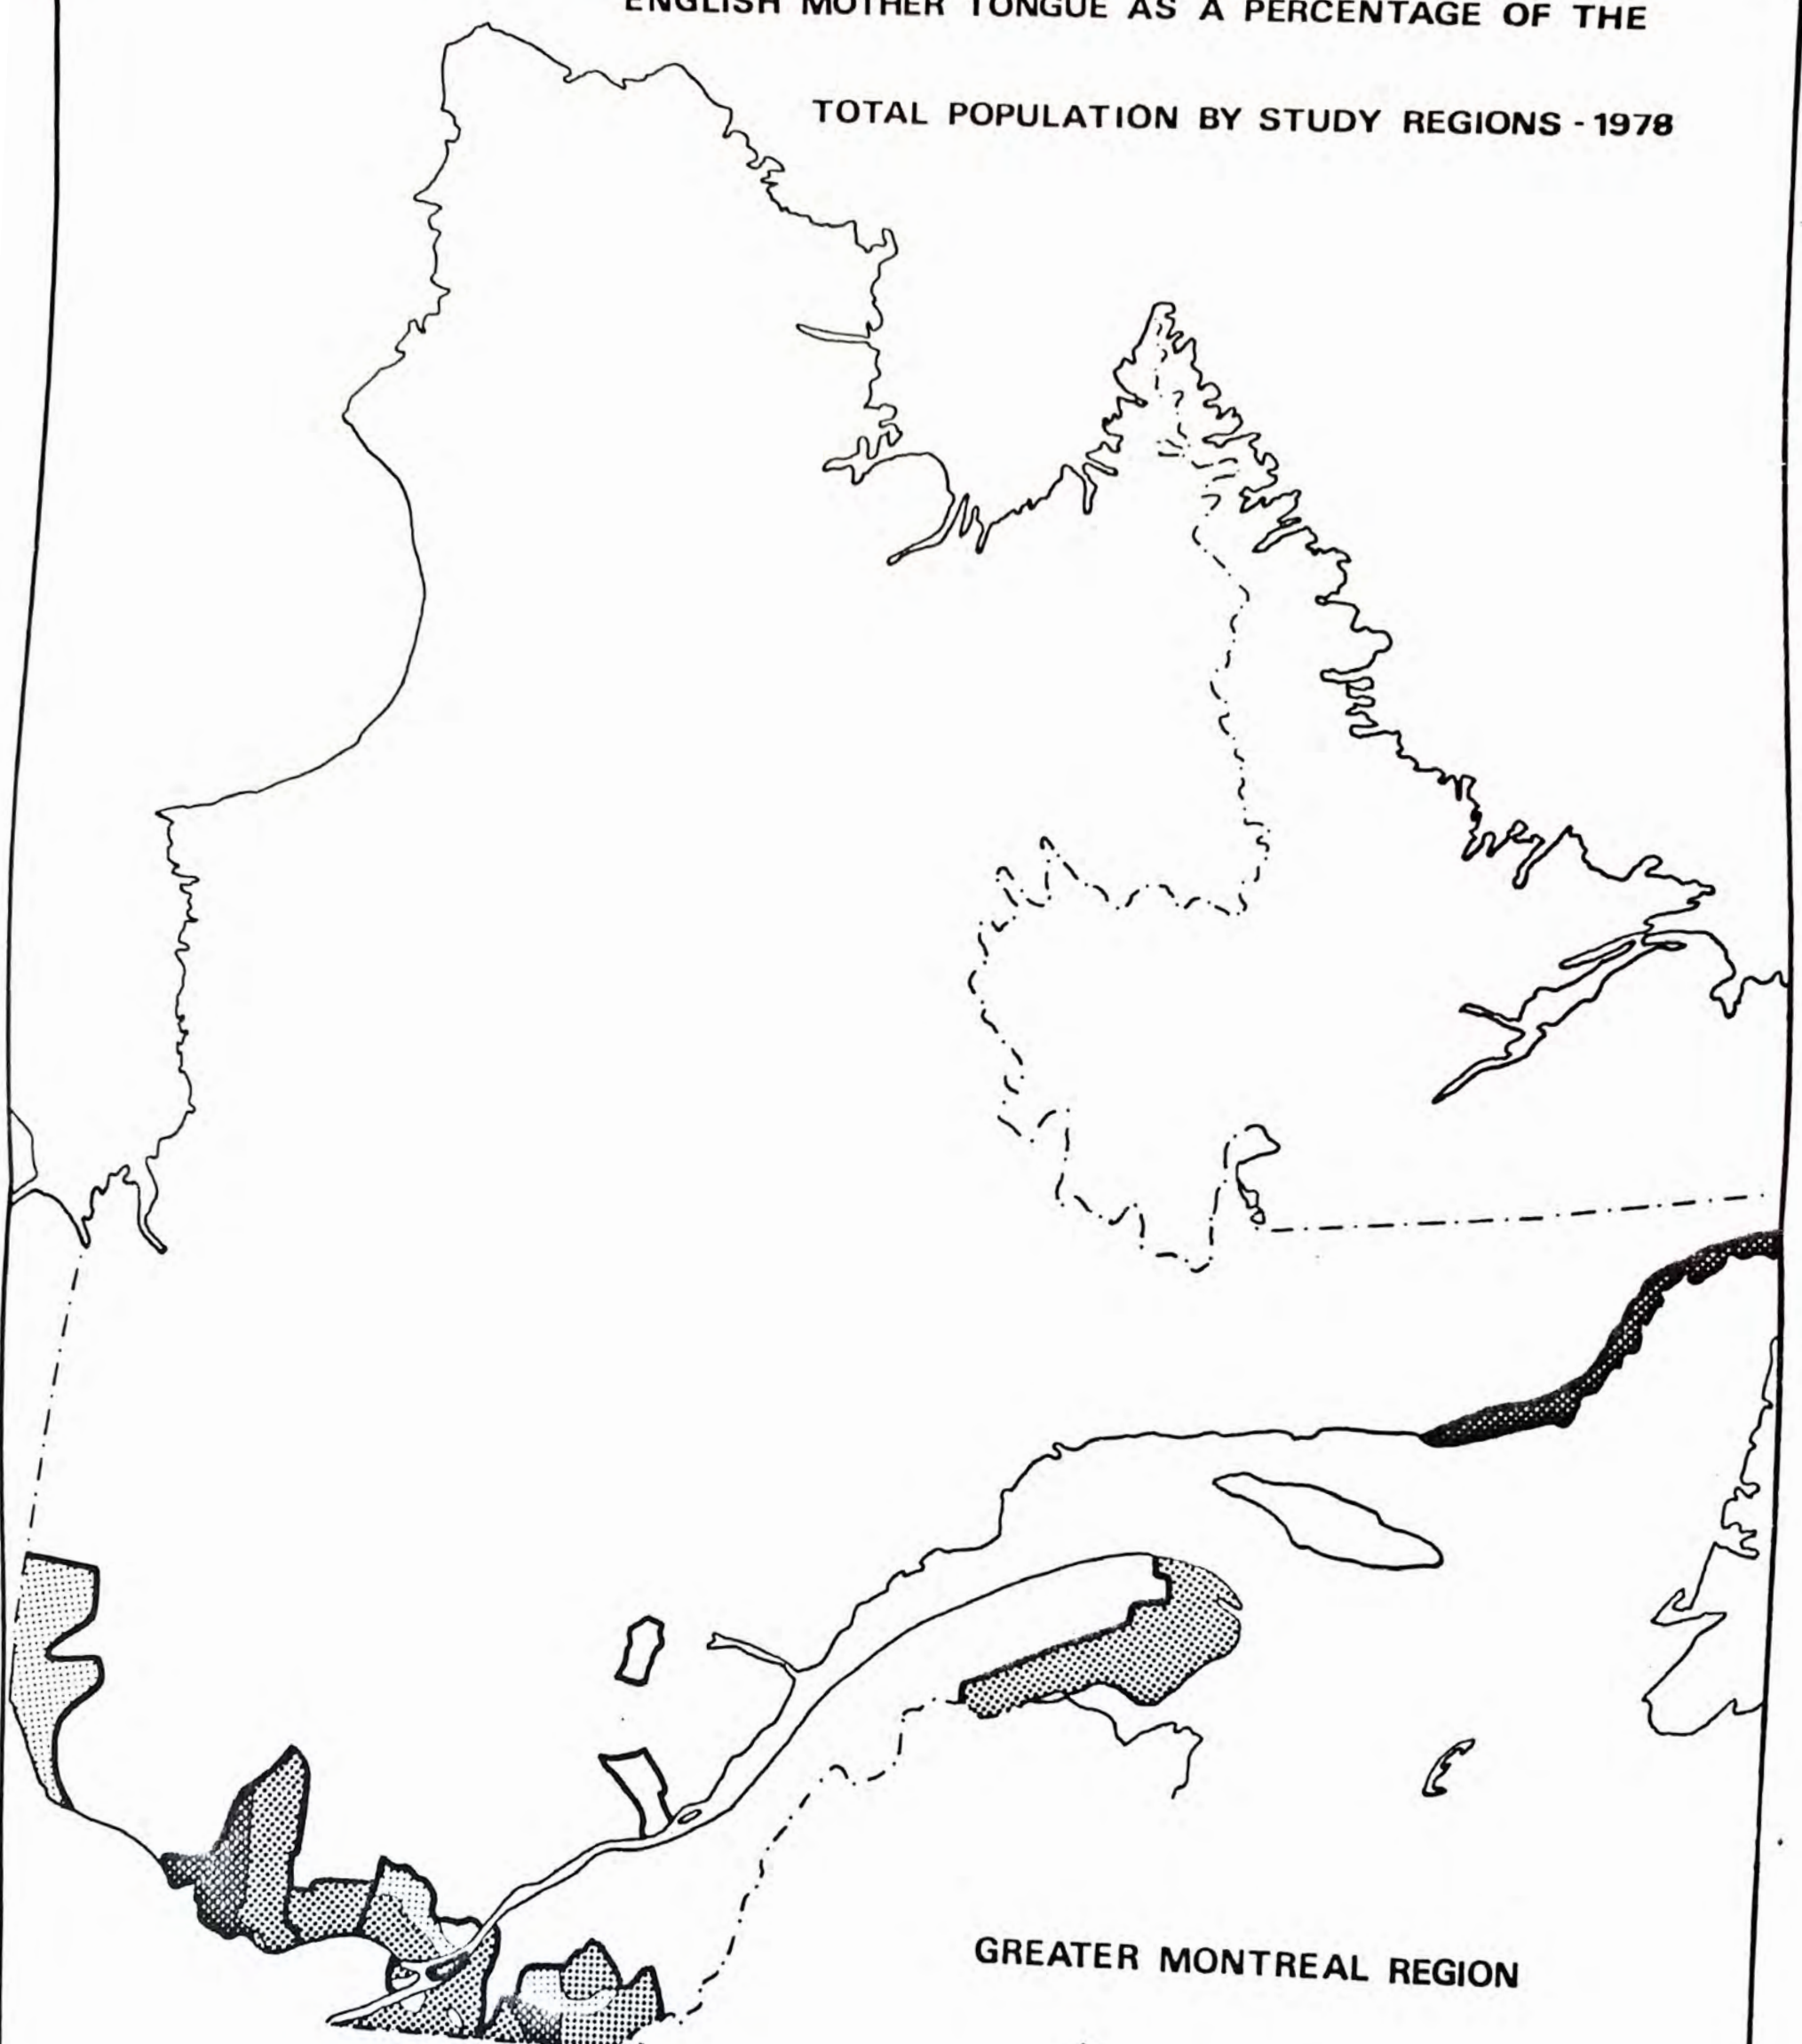 ENGLISH MOTHER TONGUE AS A PERCENTAGE OF THE
TOTAL POPULATION BY STUDY REGIONS - 1978
GREATER MONTREAL REGION